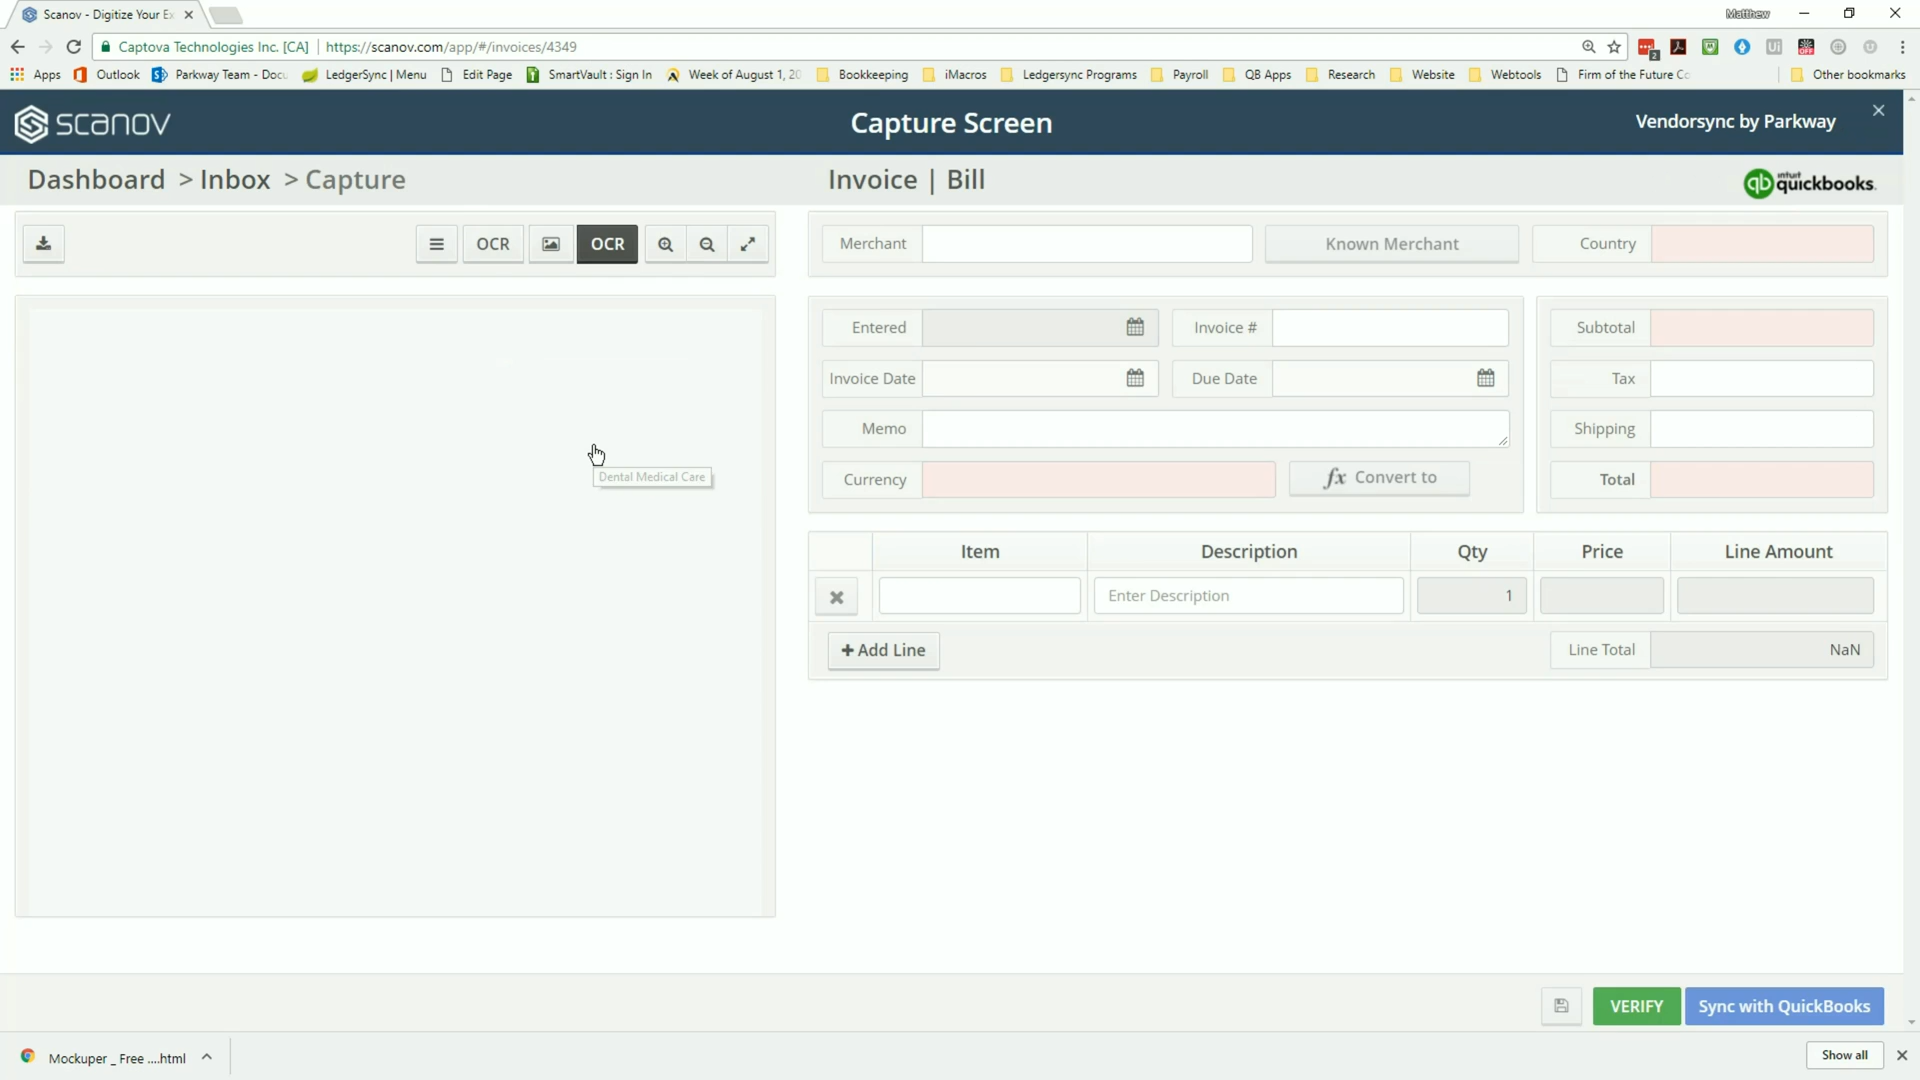 Scanov - Digitize Your Ex
Matthew
Captova Technologies Inc. [CA] https://scanov.com/app/#/invoices/4349
Apps Outlook Parkway Team - Docu LedgerSync | Menu Edit Page SmartVault : Sign In Week of August 1, 20 Bookkeeping iMacros Ledgersync Programs Payroll QB Apps Research Website Webtools Firm of the Future Co Other bookmarks
scanov Capture Screen Vendorsync by Parkway
Dashboard > Inbox > Capture Invoice | Bill intuit quickbooks.
OCR OCR Merchant Known Merchant Country
Entered Invoice # Subtotal
Invoice Date Due Date Tax
Memo Shipping
Dental Medical Care
Currency fx Convert to Total
Item Description Qty Price Line Amount
Enter Description 1
+ Add Line Line Total NaN
VERIFY Sync with QuickBooks
Mockuper _ Free ....html Show all